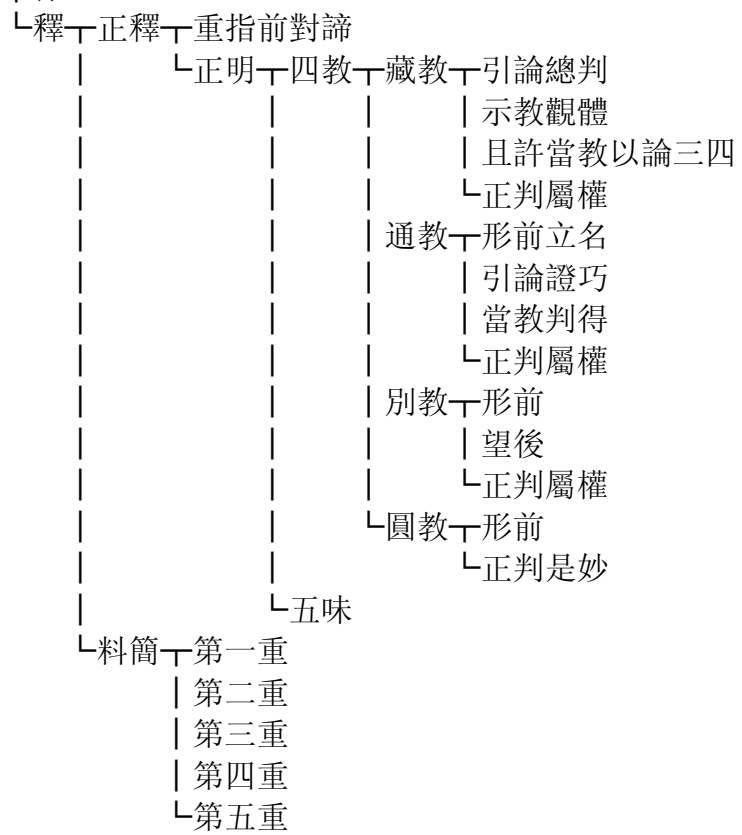 └釋┬正釋┬重指前對諦
│ └正明┬四教┬藏教┬引論總判
│ │ │ │示教觀體
│ │ │ │且許當教以論三四
│ │ │ └正判屬權
│ │ │通教┬形前立名
│ │ │ │引論證巧
│ │ │ │當教判得
│ │ │ └正判屬權
│ │ │別教┬形前
│ │ │ │望後
│ │ │ └正判屬權
│ │ └圓教┬形前
│ │ └正判是妙
│ └五味
└料簡┬第一重
│第二重
│第三重
│第四重
└第五重